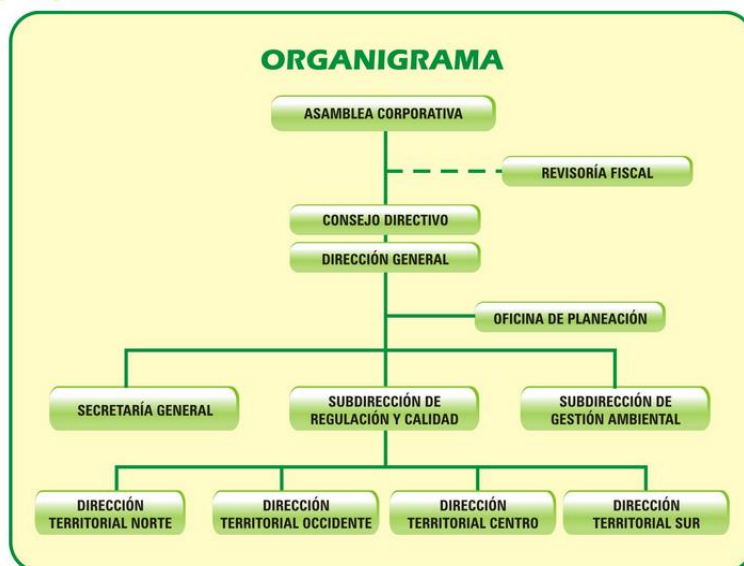 ORGANIGRAMA
ASAMBLEA CORPORATIVA
REVISORÍA FISCAL
CONSEJO DIRECTIVO
DIRECCIÓN GENERAL
OFICINA DE PLANEACIÓN
SECRETARÍA GENERAL
SUBDIRECCIÓN DE
REGULACIÓN Y CALIDAD
SUBDIRECCIÓN DE
GESTIÓN AMBIENTAL
DIRECCIÓN
TERRITORIAL NORTE
DIRECCIÓN
TERRITORIAL OCCIDENTE
DIRECCIÓN
TERRITORIAL CENTRO
DIRECCIÓN
TERRITORIAL SUR